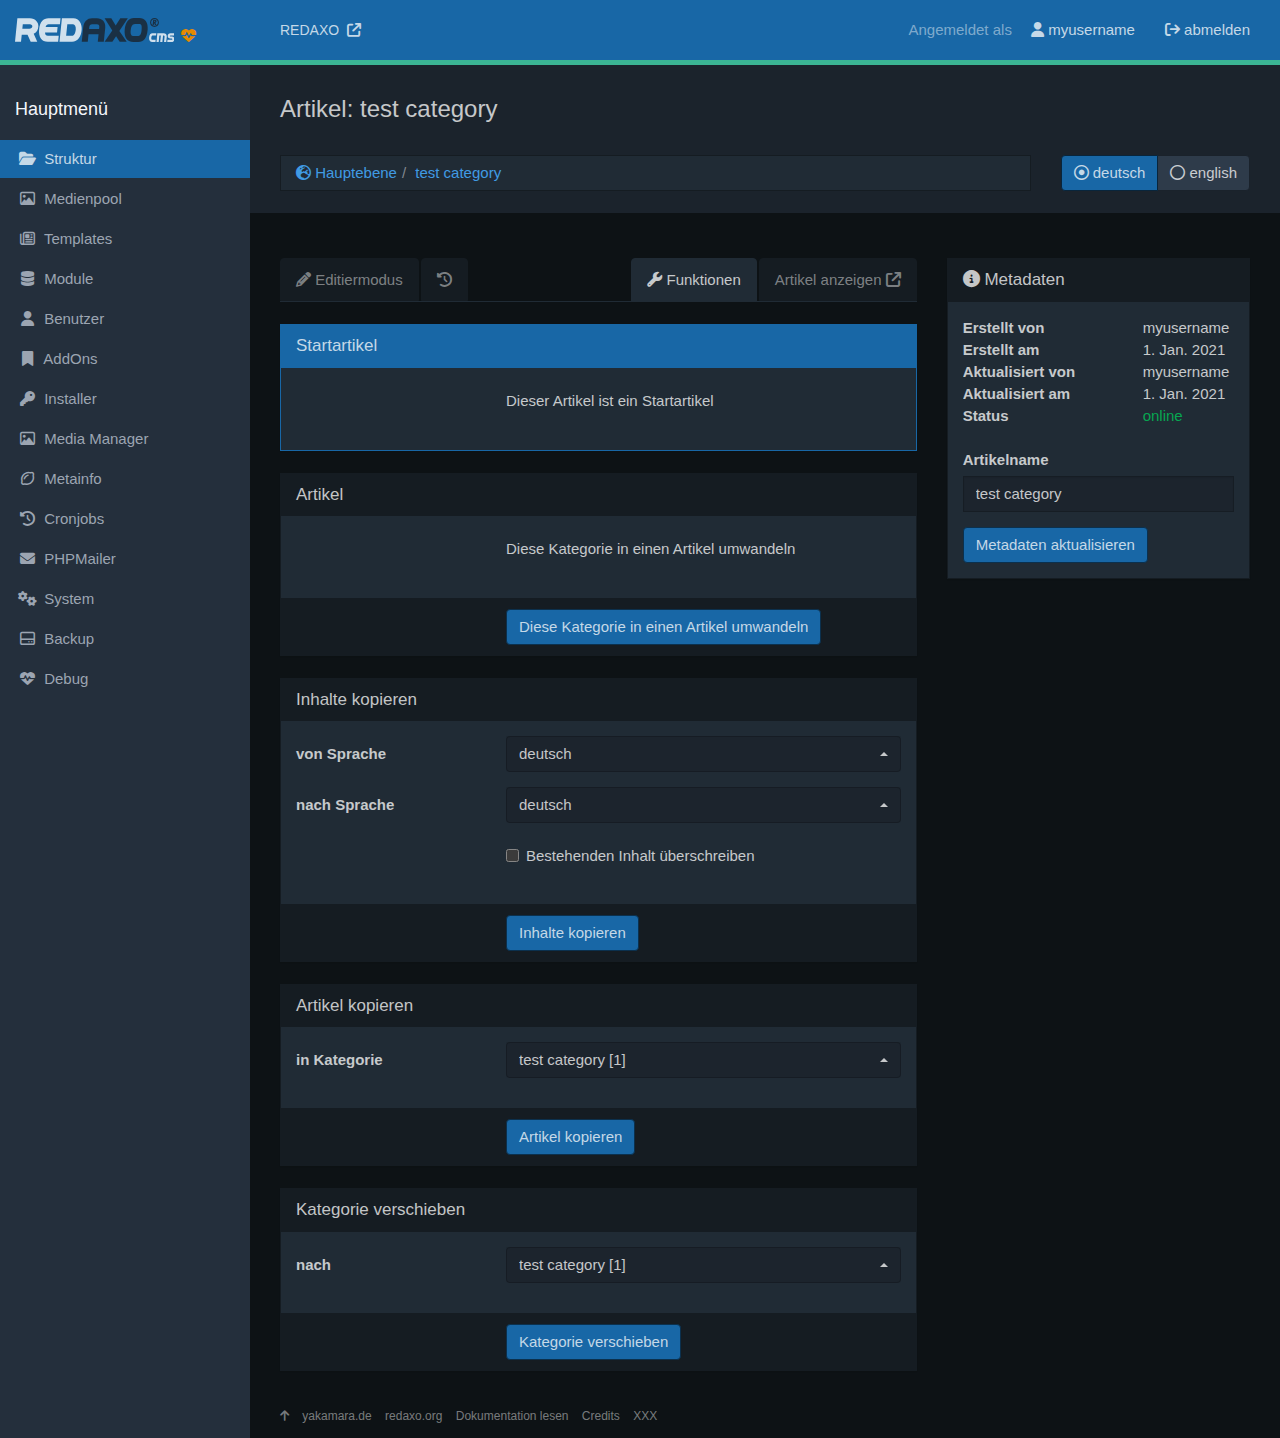 REDAXO® cms
REDAXO
Angemeldet als myusername abmelden
Hauptmenü
Struktur
Medienpool
Templates
Module
Benutzer
AddOns
Installer
Media Manager
Metainfo
Cronjobs
PHPMailer
System
Backup
Debug
Artikel: test category
Hauptebene / test category
deutsch english
Editiermodus
Funktionen Artikel anzeigen
Startartikel
Dieser Artikel ist ein Startartikel
Artikel
Diese Kategorie in einen Artikel umwandeln
Diese Kategorie in einen Artikel umwandeln
Inhalte kopieren
von Sprache deutsch
nach Sprache deutsch
Bestehenden Inhalt überschreiben
Inhalte kopieren
Artikel kopieren
in Kategorie test category [1]
Artikel kopieren
Kategorie verschieben
nach test category [1]
Kategorie verschieben
Metadaten
Erstellt von myusername
Erstellt am 1. Jan. 2021
Aktualisiert von myusername
Aktualisiert am 1. Jan. 2021
Status online
Artikelname
test category
Metadaten aktualisieren
yakamara.de redaxo.org Dokumentation lesen Credits XXX